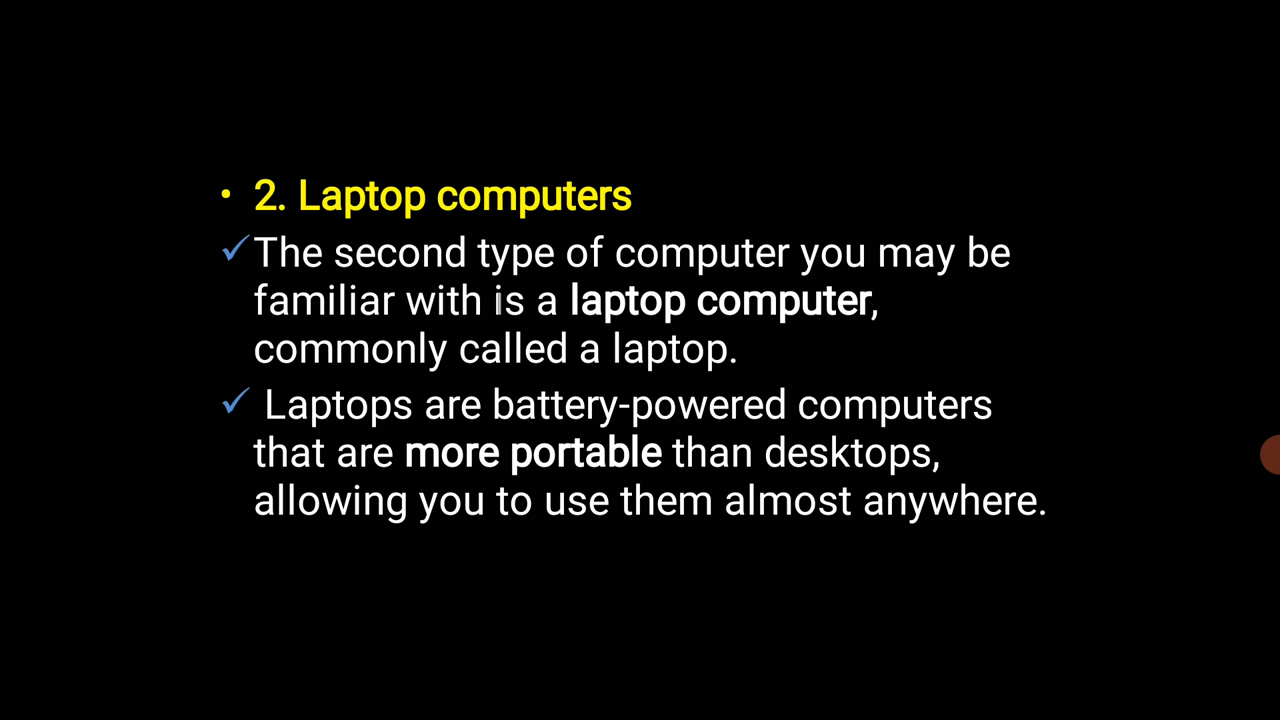 • 2. Laptop computers
✓ The second type of computer you may be
familiar with is a laptop computer,
commonly called a laptop.
✓ Laptops are battery-powered computers
that are more portable than desktops,
allowing you to use them almost anywhere.